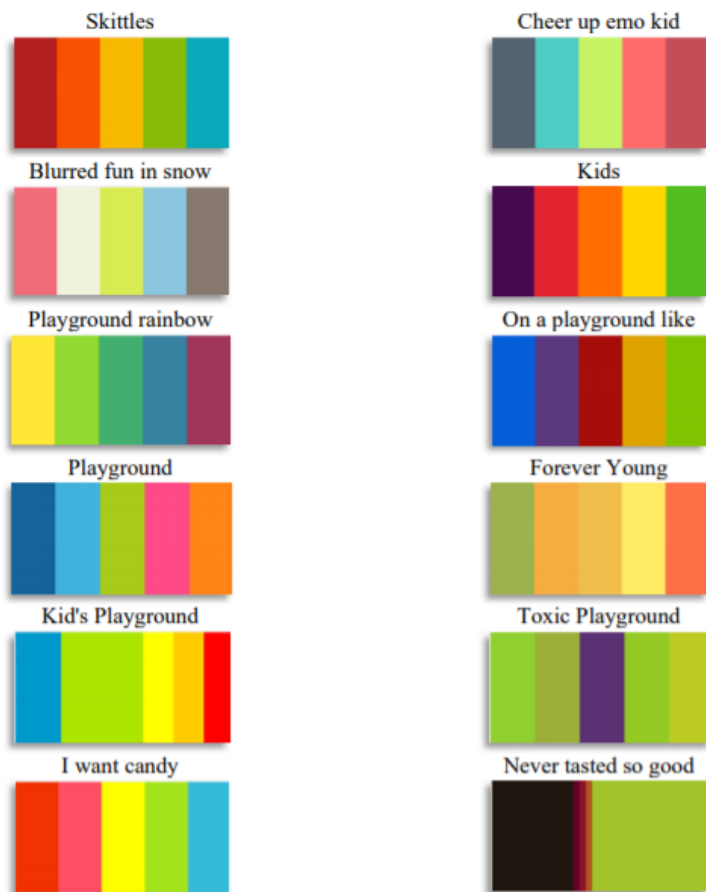 Skittles
Cheer up emo kid
Blurred fun in snow
Kids
Playground rainbow
On a playground like
Playground
Forever Young
Kid's Playground
Toxic Playground
I want candy
Never tasted so good